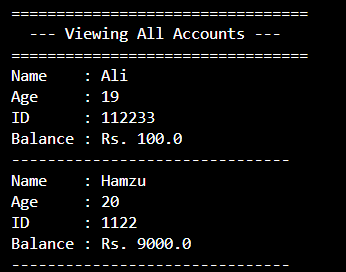 =================================
--- Viewing All Accounts ---
=================================
Name    : Ali
Age     : 19
ID      : 112233
Balance : Rs. 100.0
-------------------------------
Name    : Hamzu
Age     : 20
ID      : 1122
Balance : Rs. 9000.0
-------------------------------